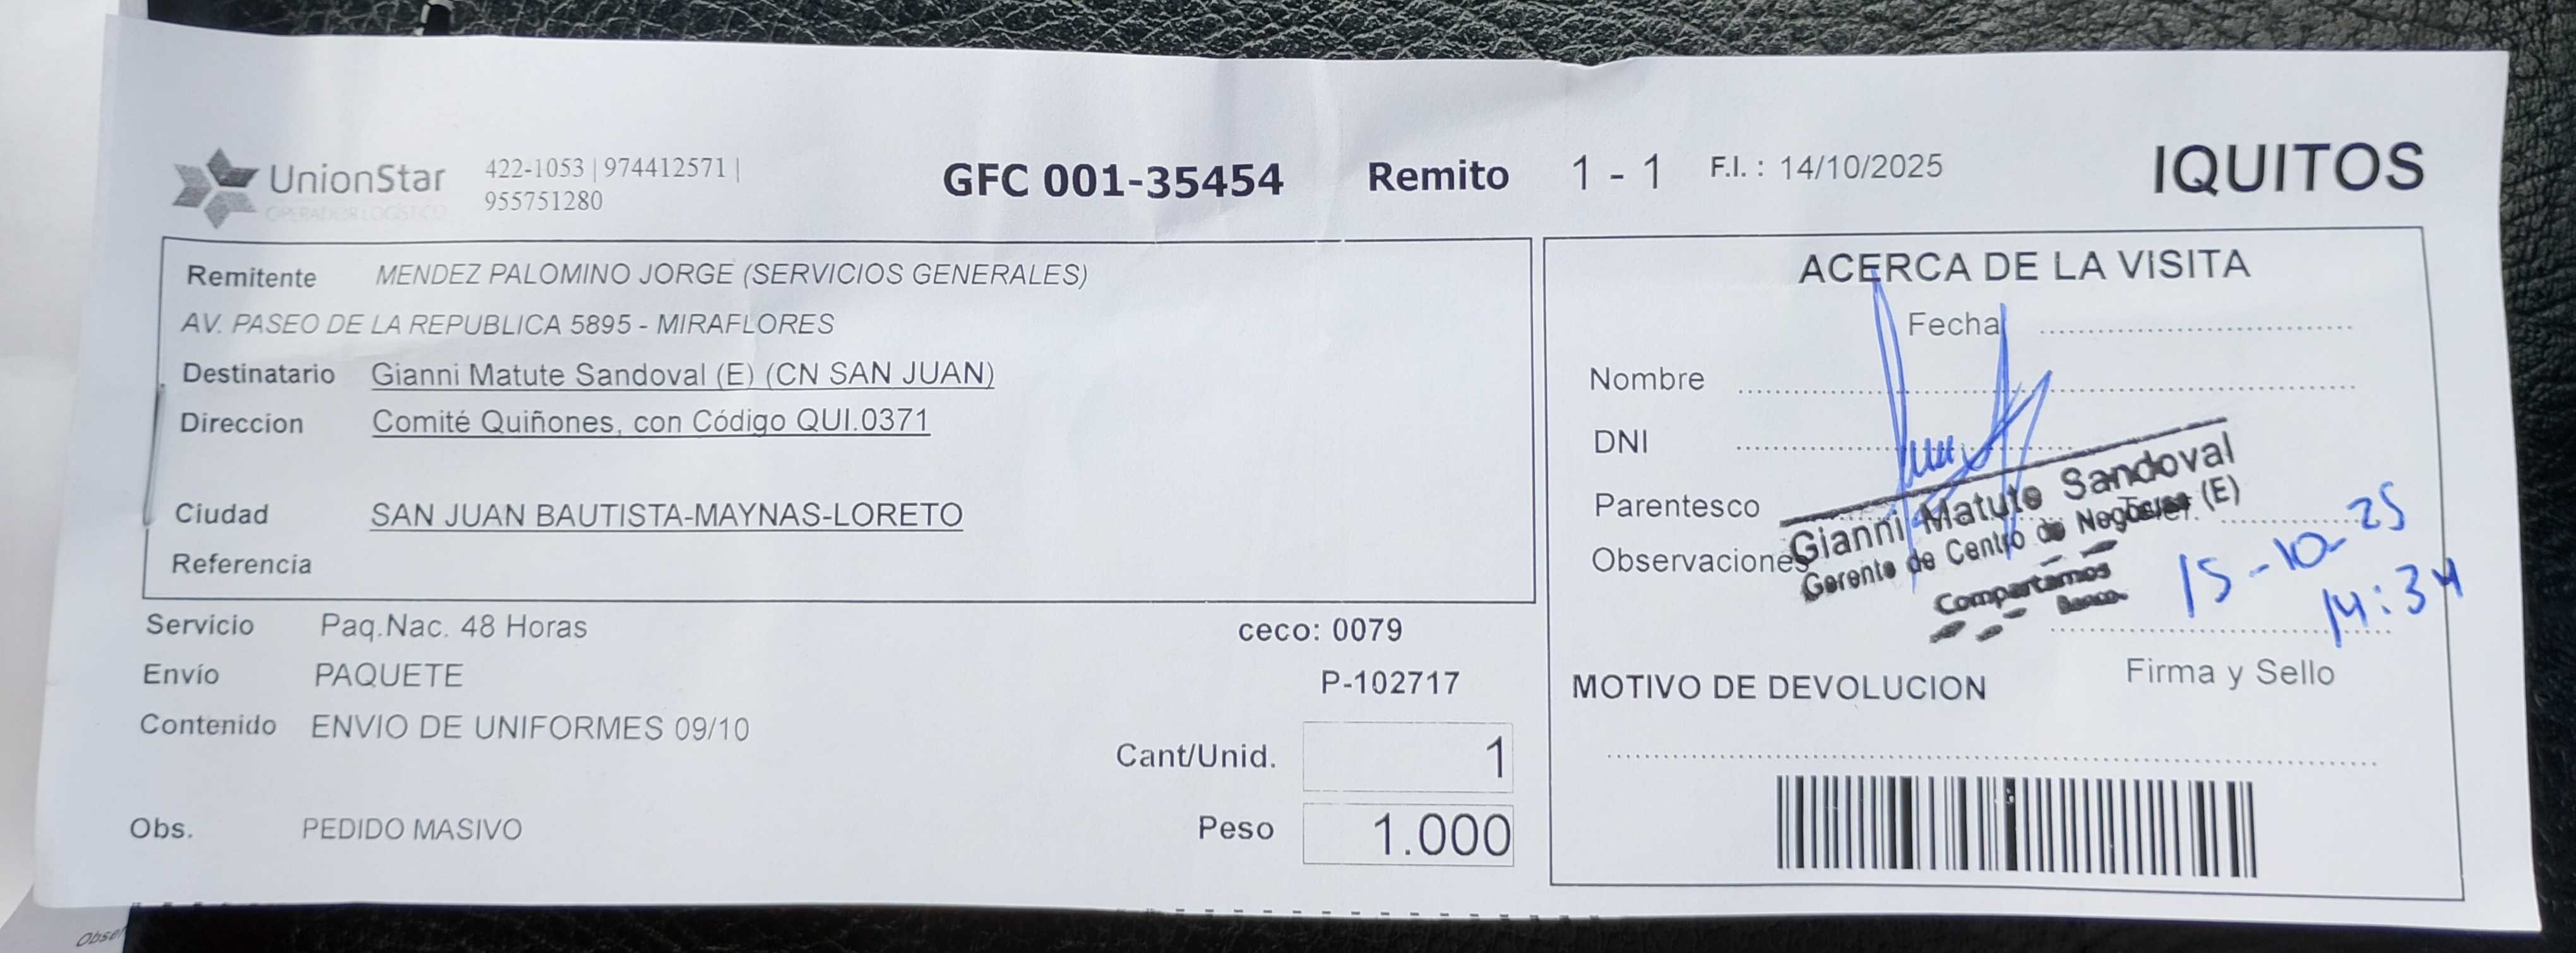 UnionStar
OPERADOR LOGÍSTICO
422-1053 | 974412571 |
955751280
GFC 001-35454 Remito 1 - 1 F.I. : 14/10/2025 IQUITOS
Remitente MENDEZ PALOMINO JORGE (SERVICIOS GENERALES)
AV. PASEO DE LA REPUBLICA 5895 - MIRAFLORES
Destinatario Gianni Matute Sandoval (E) (CN SAN JUAN)
Direccion Comité Quiñones, con Código QUI.0371
Ciudad SAN JUAN BAUTISTA-MAYNAS-LORETO
Referencia
Servicio Paq.Nac. 48 Horas
ceco: 0079
Envío PAQUETE
P-102717
Contenido ENVIO DE UNIFORMES 09/10
Cant/Unid. 1
Obs. PEDIDO MASIVO
Peso 1.000
ACERCA DE LA VISITA
Fecha
Nombre
DNI
Parentesco
Observaciones
Gianni Matute Sandoval
Gerente de Centro de Negocios (E)
Compartamos
Banco
15-10-25
14:34
Firma y Sello
MOTIVO DE DEVOLUCION